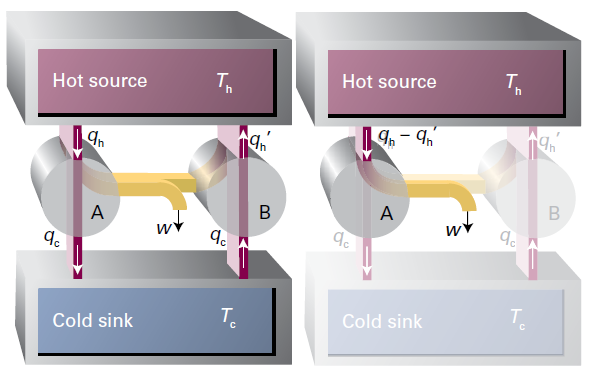 Hot source Th
qh
qh′
A
B
w
qc
qc
Cold sink Tc
Hot source Th
qh – qh′
qh′
A
B
w
qc
qc
Cold sink Tc